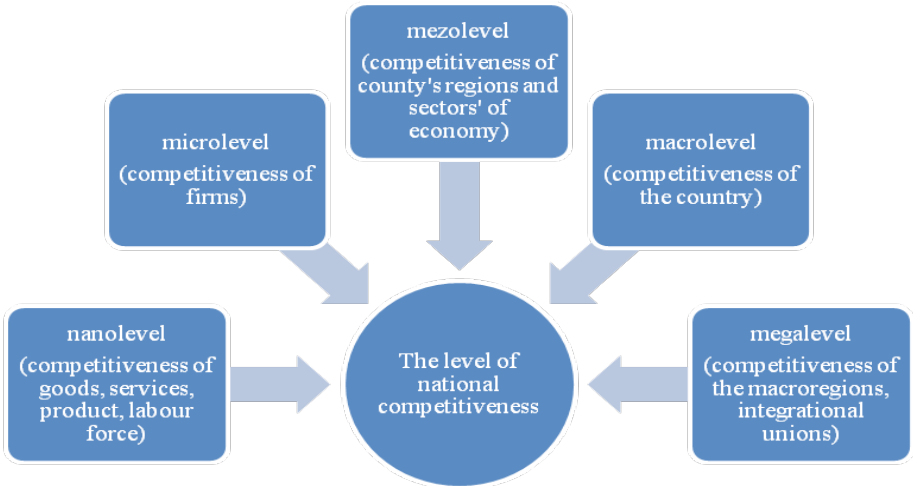 mezolevel
(competitiveness of
county's regions and
sectors' of
economy)
microlevel
(competitiveness of
firms)
macrolevel
(competitiveness of
the country)
nanolevel
(competitiveness of
goods, services,
product, labour
force)
The level of
national
competitiveness
megalevel
(competitiveness of
the macroregions,
integrational
unions)